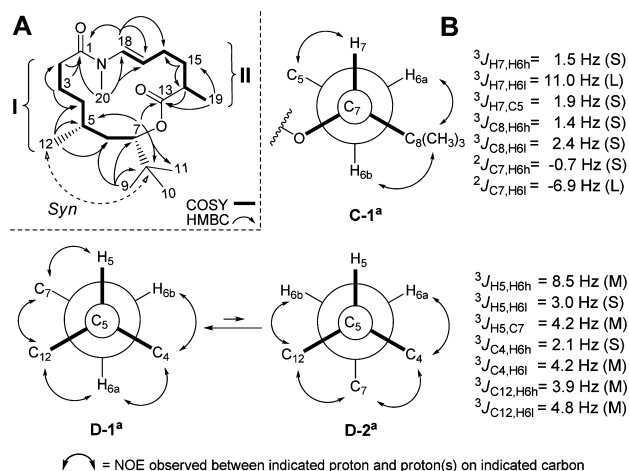 A
B
O
1
N
18
15
3
20
O
13
II
I
5
7
O
19
12
11
9
10
Syn
COSY
HMBC
H7
C5
H6a
C7
O
C8(CH3)3
H6b
C-1a
3JH7,H6h= 1.5 Hz (S)
3JH7,H6l= 11.0 Hz (L)
3JH7,C5 = 1.9 Hz (S)
3JC8,H6h= 1.4 Hz (S)
3JC8,H6l = 2.4 Hz (S)
2JC7,H6h= -0.7 Hz (S)
2JC7,H6l = -6.9 Hz (L)
H5
C7
H6b
C5
C12
C4
H6a
D-1a
H5
H6b
H6a
C5
C12
C4
C7
D-2a
3JH5,H6h = 8.5 Hz (M)
3JH5,H6l = 3.0 Hz (S)
3JH5,C7 = 4.2 Hz (M)
3JC4,H6h = 2.1 Hz (S)
3JC4,H6l = 4.2 Hz (M)
3JC12,H6h = 3.9 Hz (M)
3JC12,H6l = 4.8 Hz (M)
= NOE observed between indicated proton and proton(s) on indicated carbon